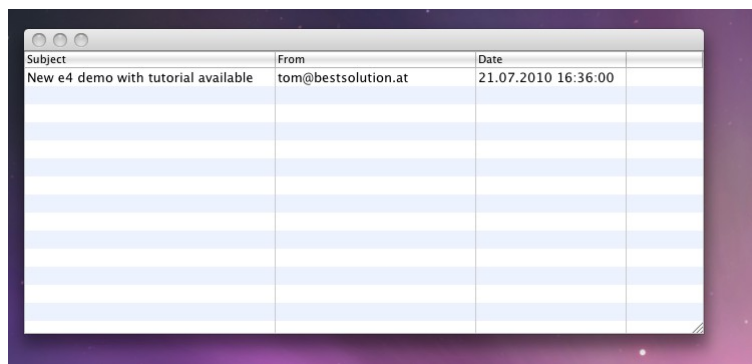 Subject From Date
New e4 demo with tutorial available tom@bestsolution.at 21.07.2010 16:36:00